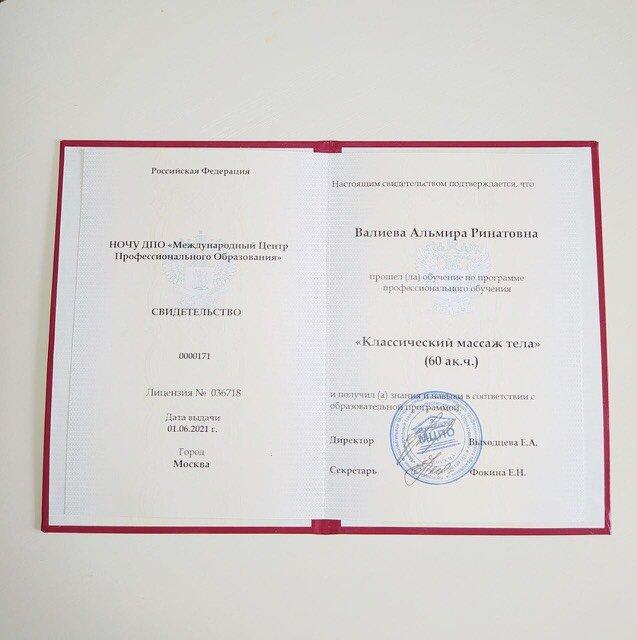 Российская Федерация
НОЧУ ДПО «Международный Центр
Профессионального Образования»
СВИДЕТЕЛЬСТВО
0000171
Лицензия № 036718
Дата выдачи
01.06.2021 г.
Город
Москва
Настоящим свидетельством подтверждается, что
Валиева Альмира Ринатовна
прошел (ла) обучение по программе
профессионального обучения
«Классический массаж тела»
(60 ак.ч.)
и получил (а) знания и навыки в соответствии с
образовательной программой.
Директор
Выходцева Е.А.
МЦПО
Секретарь
Фокина Е.Н.